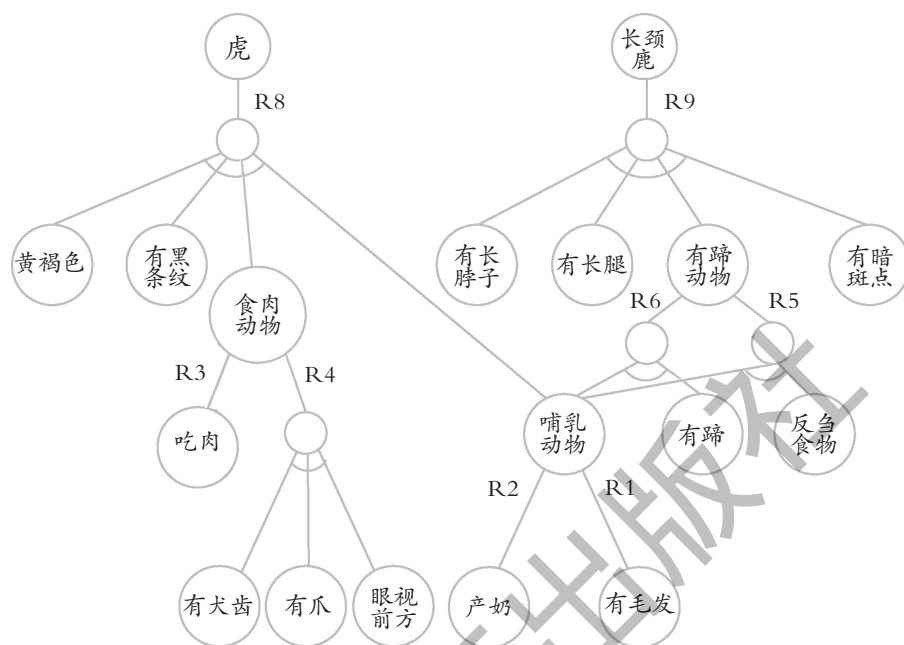 虎
长颈
鹿
R8
R9
黄褐色
有黑
条纹
有长
脖子
有长腿
有蹄
动物
有暗
斑点
食肉
动物
R6
R5
R3
R4
吃肉
哺乳
动物
有蹄
反刍
食物
R2
R1
有犬齿
有爪
眼视
前方
产奶
有毛发
出版社